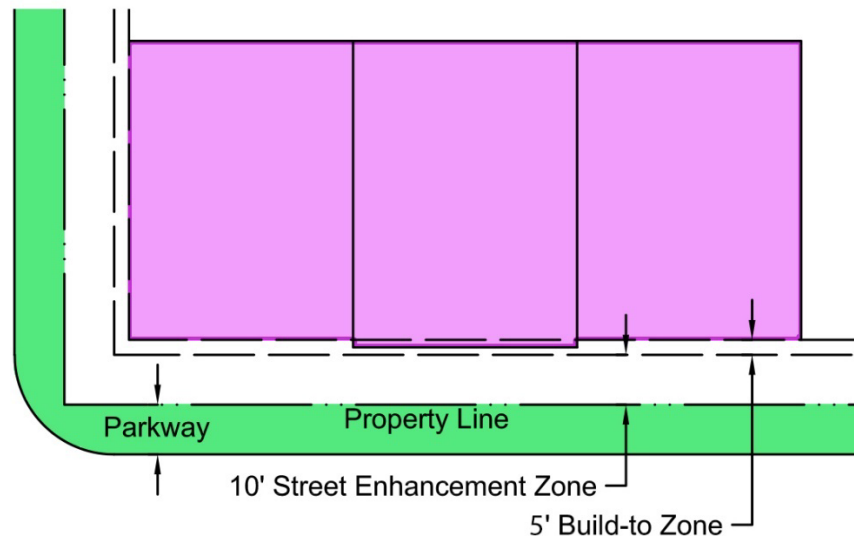 Parkway
Property Line
10' Street Enhancement Zone
5' Build-to Zone